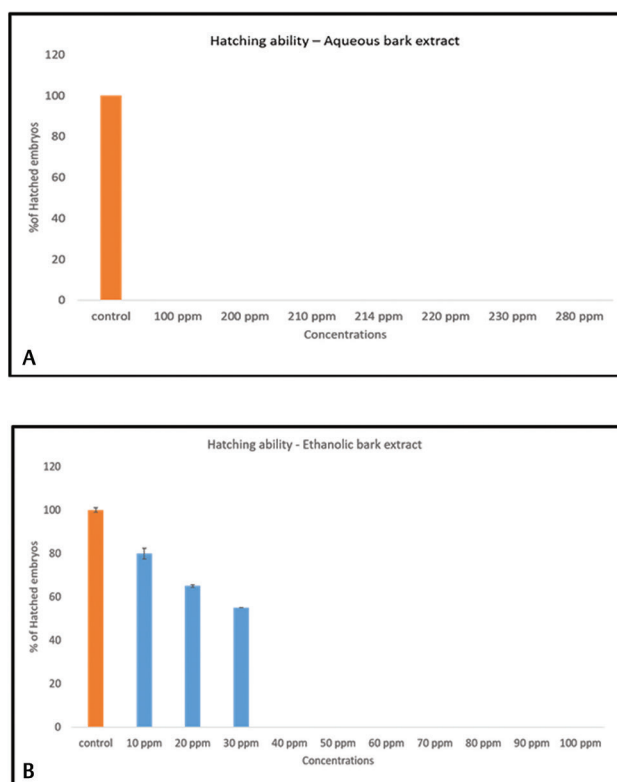 Hatching ability – Aqueous bark extract
120
100
80
60
40
20
0
%of Hatched embryos
control 100 ppm 200 ppm 210 ppm 214 ppm 220 ppm 230 ppm 280 ppm
Concentrations
A
Hatching ability - Ethanolic bark extract
120
100
80
60
40
20
0
% of Hatched embryos
control 10 ppm 20 ppm 30 ppm 40 ppm 50 ppm 60 ppm 70 ppm 80 ppm 90 ppm 100 ppm
Concentrations
B